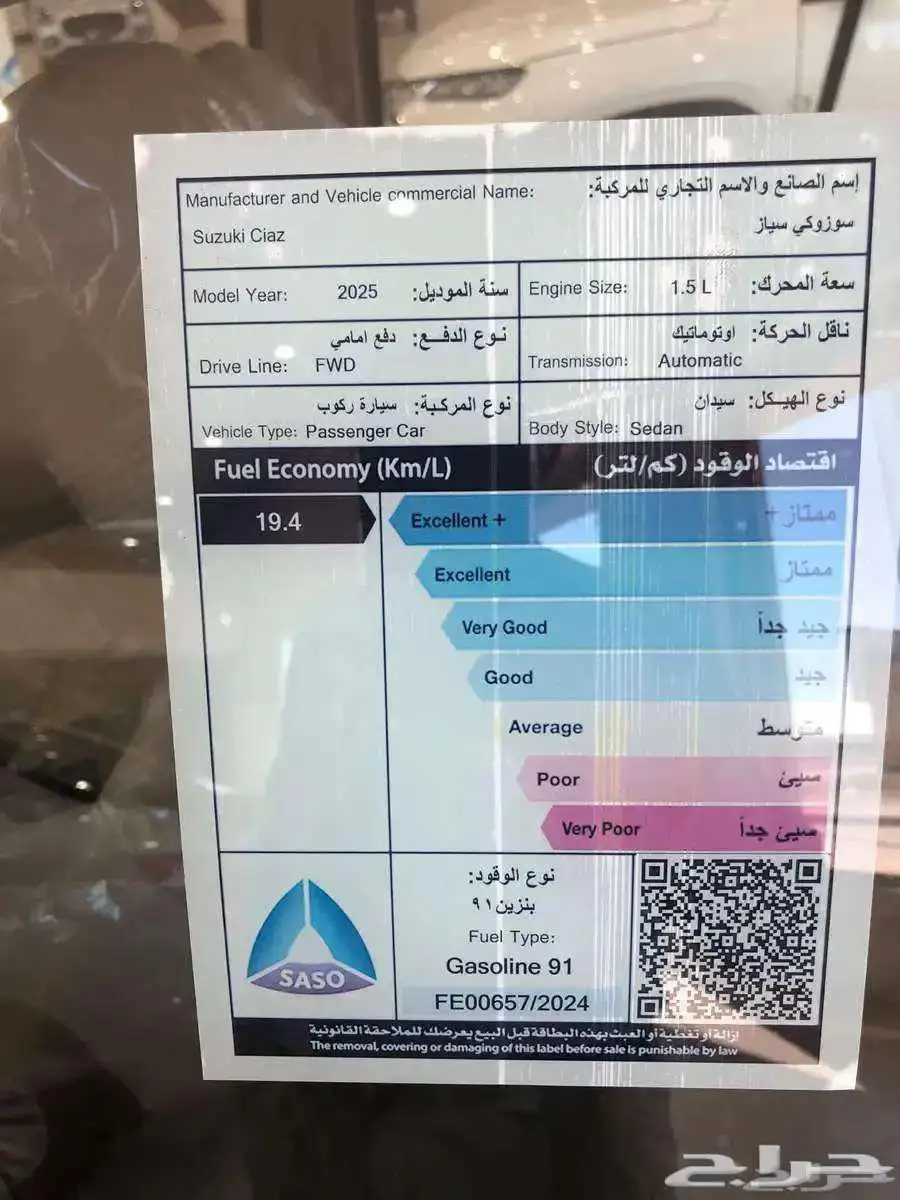 Manufacturer and Vehicle commercial Name: إسم الصانع والاسم التجاري للمركبة:
Suzuki Ciaz سوزوكي سياز
Model Year: 2025 سنة الموديل:
Engine Size: 1.5 L سعة المحرك:
نوع الدفـــع: دفع امامي
Drive Line: FWD
ناقل الحركة: اوتوماتيك
Transmission: Automatic
نوع المركـبة: سيارة ركوب
Vehicle Type: Passenger Car
نوع الهيـكل: سيدان
Body Style: Sedan
Fuel Economy (Km/L) اقتصاد الوقود (كم/لتر)
19.4
Excellent + ممتاز+
Excellent ممتاز
Very Good جيد جداً
Good جيد
Average متوسط
Poor سيئ
Very Poor سيئ جداً
SASO
نوع الوقود:
بنزين ٩١
Fuel Type:
Gasoline 91
FE00657/2024
إزالة أو تغطية أو العبث بهذه البطاقة قبل البيع يعرضك للملاحقة القانونية
The removal, covering or damaging of this label before sale is punishable by law
حراج